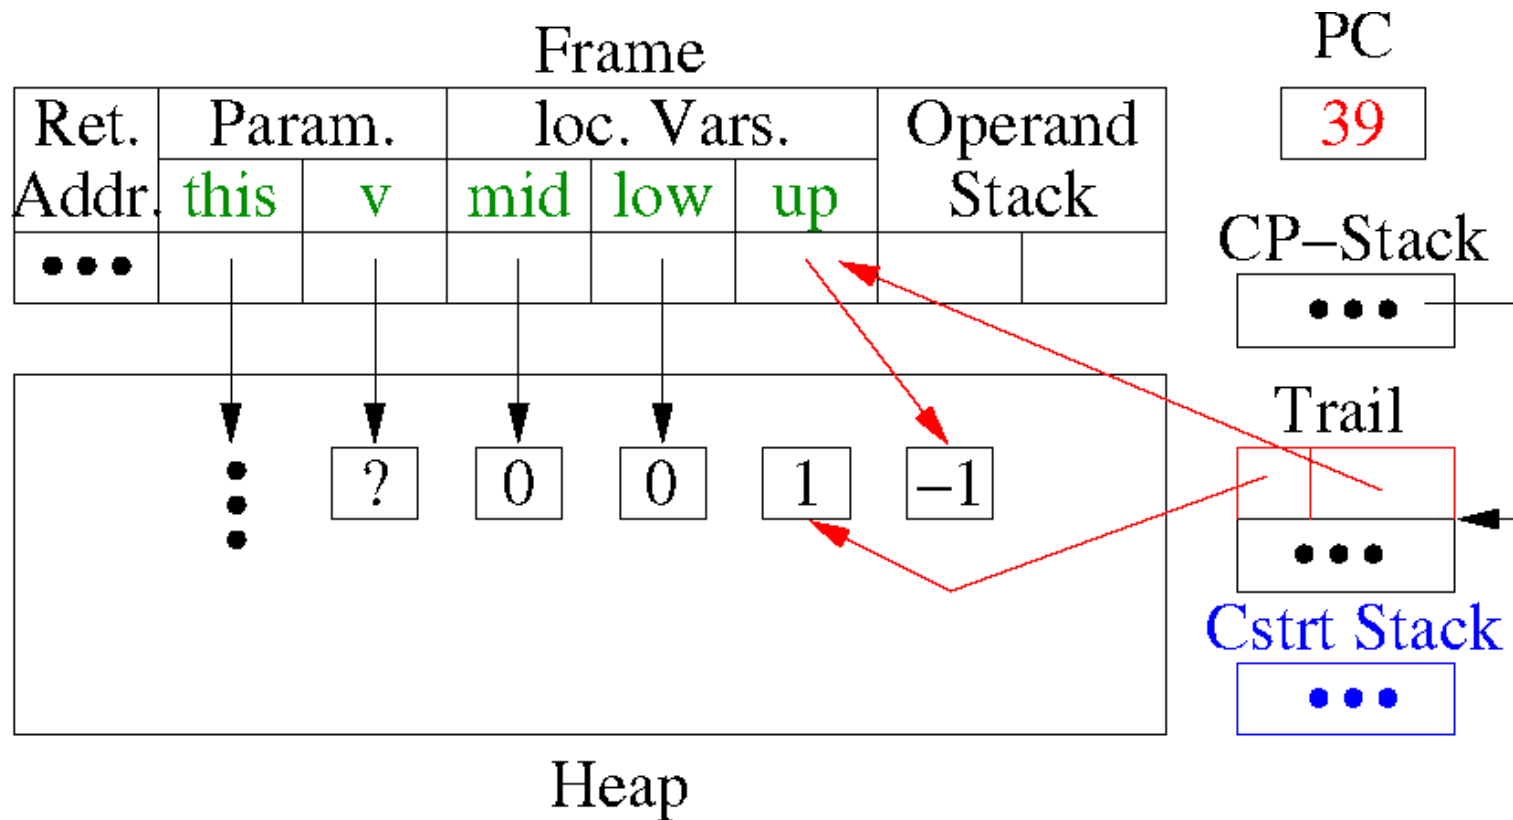 Frame
PC
Ret. Addr.
Param.
loc. Vars.
Operand Stack
39
this
v
mid
low
up
CP–Stack
Trail
?
0
0
1
–1
Cstrt Stack
Heap